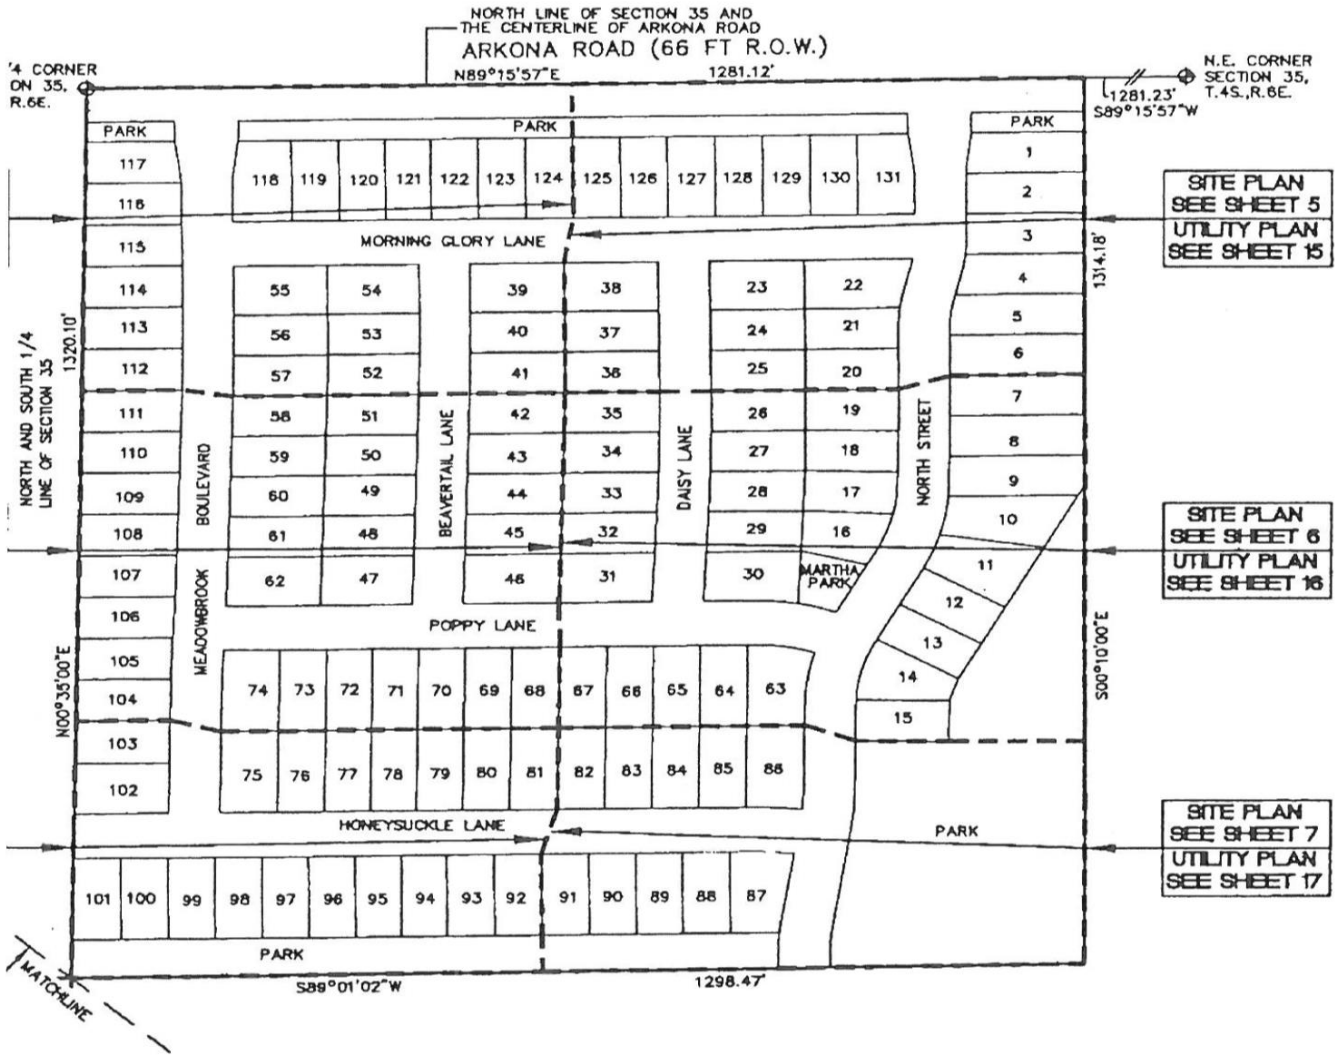 NORTH LINE OF SECTION 35 AND
THE CENTERLINE OF ARKONA ROAD
ARKONA ROAD (66 FT R.O.W.)
N89°15'57"E 1281.12'
'4 CORNER
ON 35,
R.6E.
N.E. CORNER
SECTION 35,
T.4S.,R.6E.
1281.23'
S89°15'57"W
PARK
PARK
PARK
117
116
115
114
113
112
111
110
109
108
107
106
105
104
103
102
118 119 120 121 122 123 124 125 126 127 128 129 130 131
1
2
3
4
5
6
7
8
9
10
11
12
13
14
15
MORNING GLORY LANE
55 54 39 38 23 22
56 53 40 37 24 21
57 52 41 36 25 20
58 51 42 35 26 19
59 50 43 34 27 18
60 49 44 33 28 17
61 48 45 32 29 16
62 47 46 31 30
MARTHA
PARK
NORTH AND SOUTH 1/4
LINE OF SECTION 35
1320.10'
N00°35'00"E
MEADOWBROOK BOULEVARD
BEAVERTAIL LANE
DAISY LANE
NORTH STREET
1314.18'
S00°10'00"E
POPPY LANE
74 73 72 71 70 69 68 67 66 65 64 63
75 76 77 78 79 80 81 82 83 84 85 86
HONEYSUCKLE LANE
PARK
101 100 99 98 97 96 95 94 93 92 91 90 89 88 87
PARK
S89°01'02"W 1298.47'
MATCHLINE
SITE PLAN
SEE SHEET 5
UTILITY PLAN
SEE SHEET 15
SITE PLAN
SEE SHEET 6
UTILITY PLAN
SEE SHEET 16
SITE PLAN
SEE SHEET 7
UTILITY PLAN
SEE SHEET 17